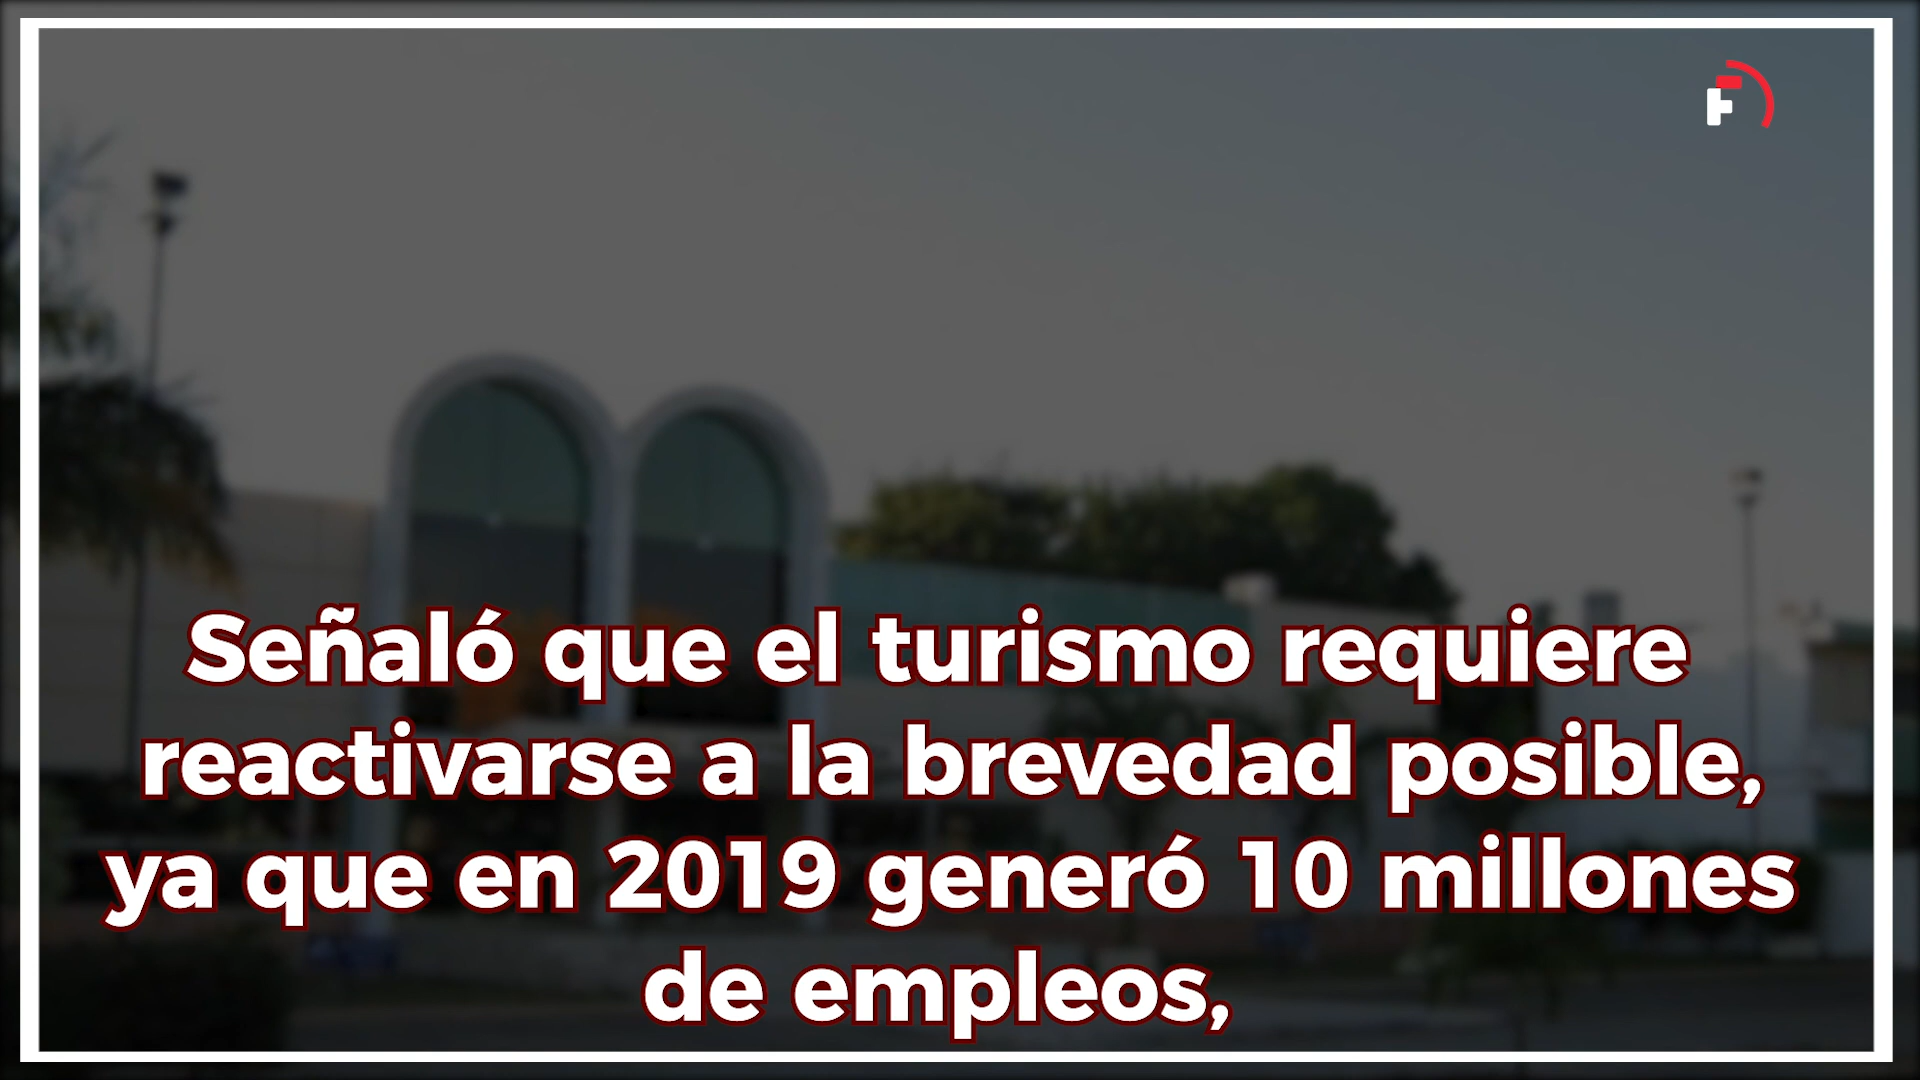 Señaló que el turismo requiere
reactivarse a la brevedad posible,
ya que en 2019 generó 10 millones
de empleos,